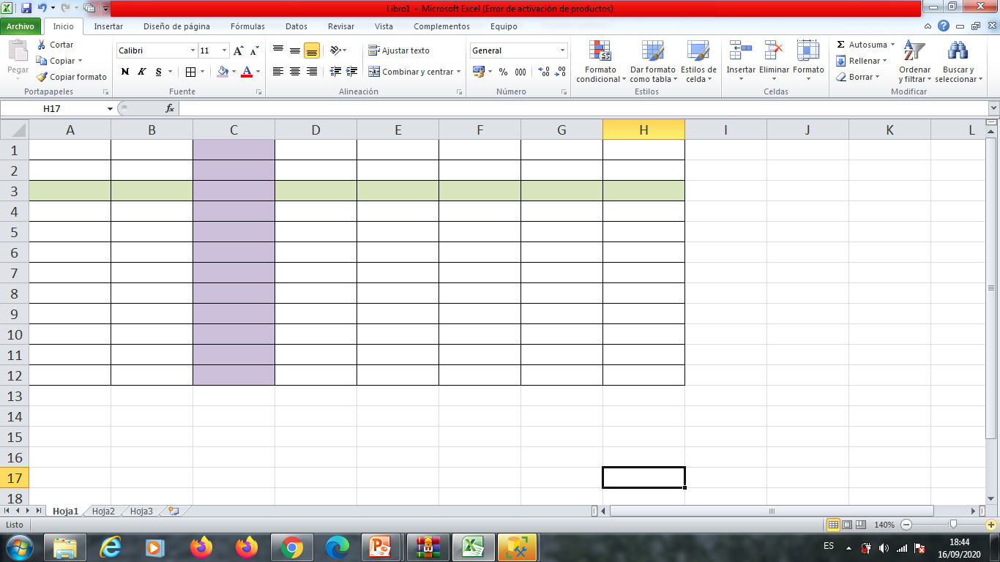 Libro1 - Microsoft Excel (Error de activación de productos)
Archivo Inicio Insertar Diseño de página Fórmulas Datos Revisar Vista Complementos Equipo
Pegar
Cortar
Copiar
Copiar formato
Portapapeles
Calibri 11
N K S
Fuente
Ajustar texto
Combinar y centrar
Alineación
General
% 000
Número
Formato condicional
Dar formato como tabla
Estilos de celda
Estilos
Insertar Eliminar Formato
Celdas
Σ Autosuma
Rellenar
Borrar
Ordenar y filtrar
Buscar y seleccionar
Modificar
H17 fx
A B C D E F G H I J K L
1
2
3
4
5
6
7
8
9
10
11
12
13
14
15
16
17
18
Hoja1 Hoja2 Hoja3
Listo 140%
ES 18:44
16/09/2020